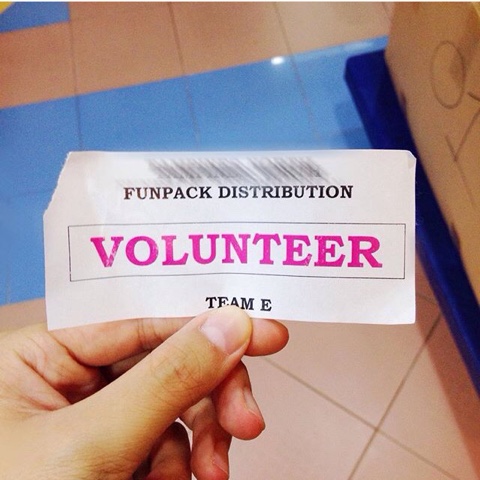 FUNPACK DISTRIBUTION
VOLUNTEER
TEAM E